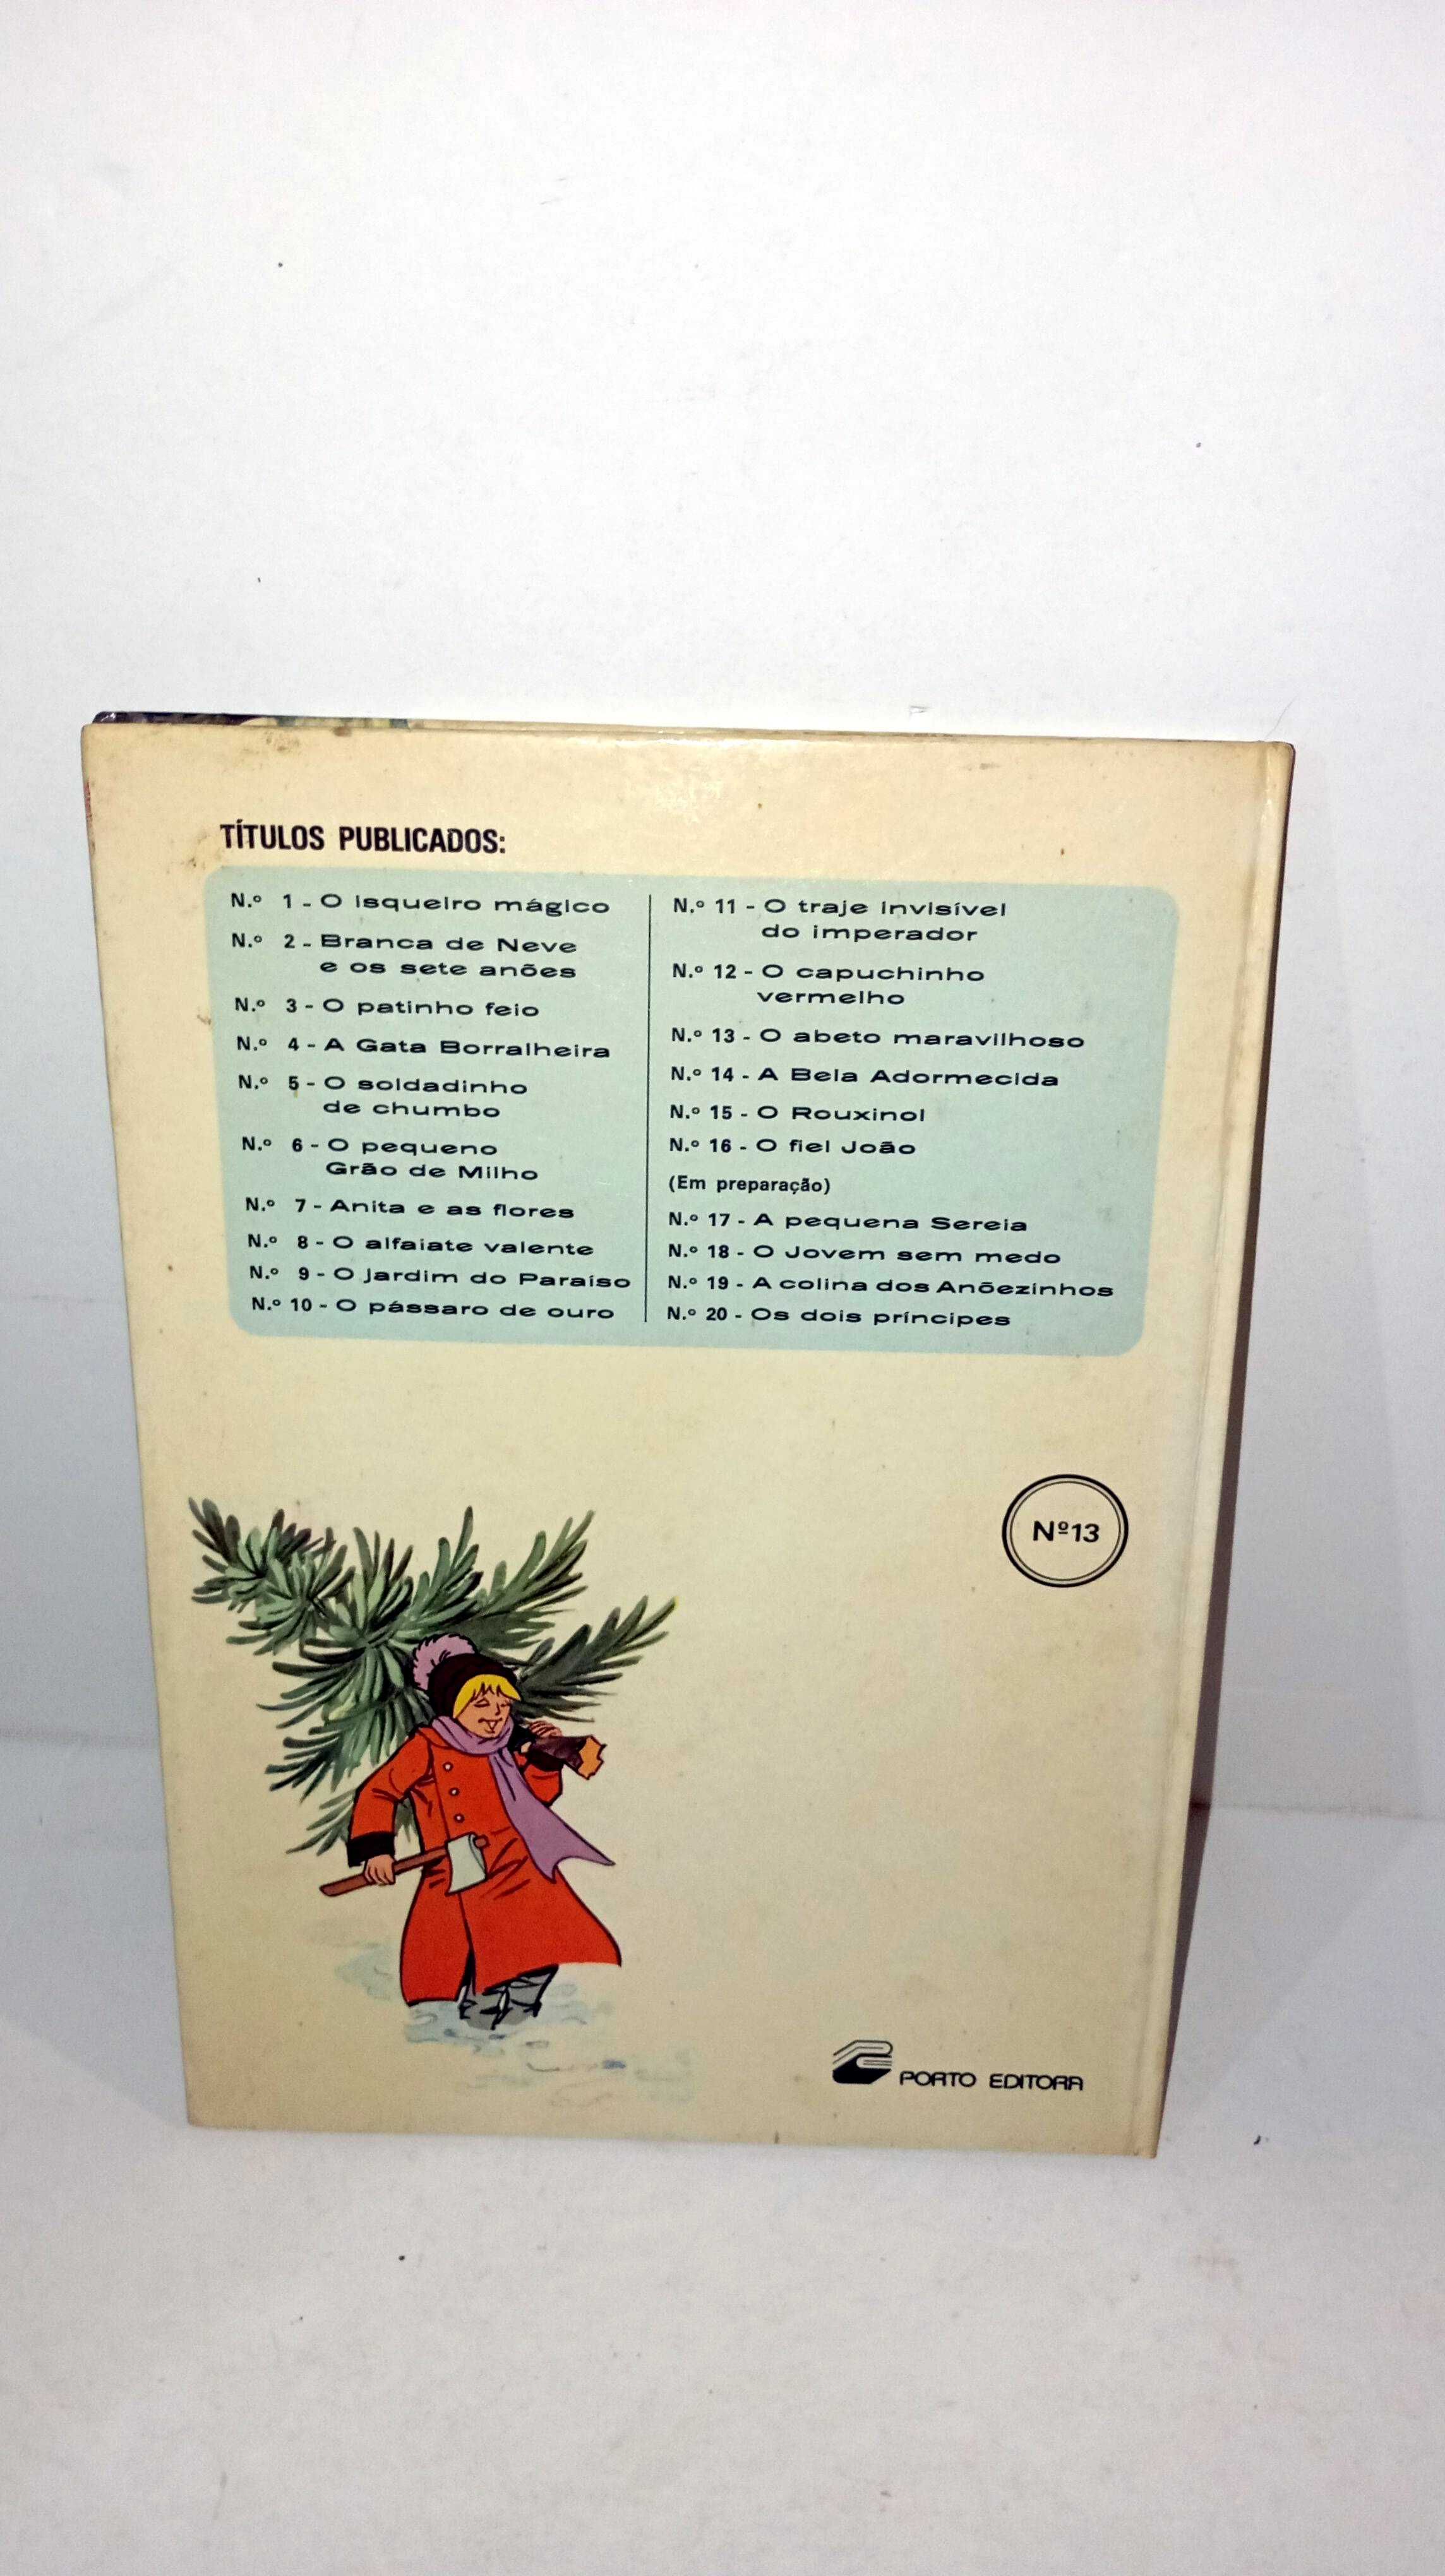 TÍTULOS PUBLICADOS:
N.º 1 - O isqueiro mágico
N.º 2 - Branca de Neve
e os sete anões
N.º 3 - O patinho feio
N.º 4 - A Gata Borralheira
N.º 5 - O soldadinho
de chumbo
N.º 6 - O pequeno
Grão de Milho
N.º 7 - Anita e as flores
N.º 8 - O alfaiate valente
N.º 9 - O jardim do Paraíso
N.º 10 - O pássaro de ouro
N.º 11 - O traje invisível
do imperador
N.º 12 - O capuchinho
vermelho
N.º 13 - O abeto maravilhoso
N.º 14 - A Bela Adormecida
N.º 15 - O Rouxinol
N.º 16 - O fiel João
(Em preparação)
N.º 17 - A pequena Sereia
N.º 18 - O Jovem sem medo
N.º 19 - A colina dos Anõezinhos
N.º 20 - Os dois príncipes
Nº13
PORTO EDITORA